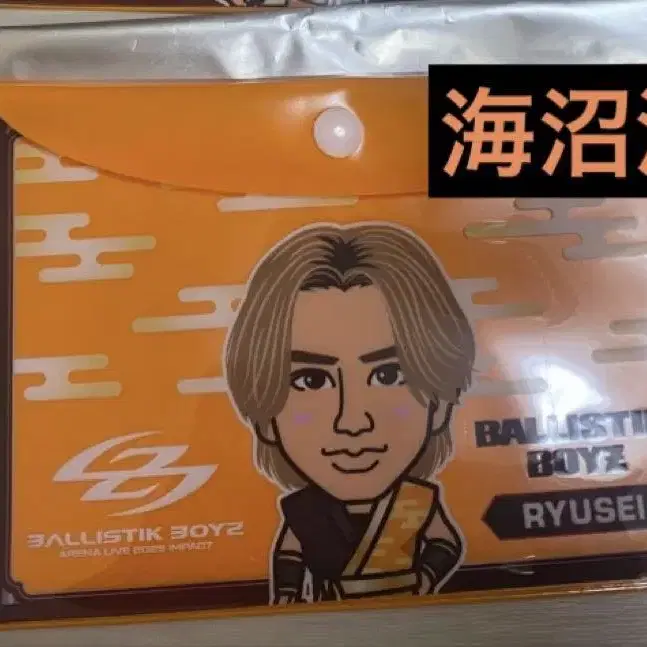 海沼
BALLISTIK
BOYZ
RYUSEI
BALLISTIK BOYZ
ARENA LIVE 2025 IMPACT